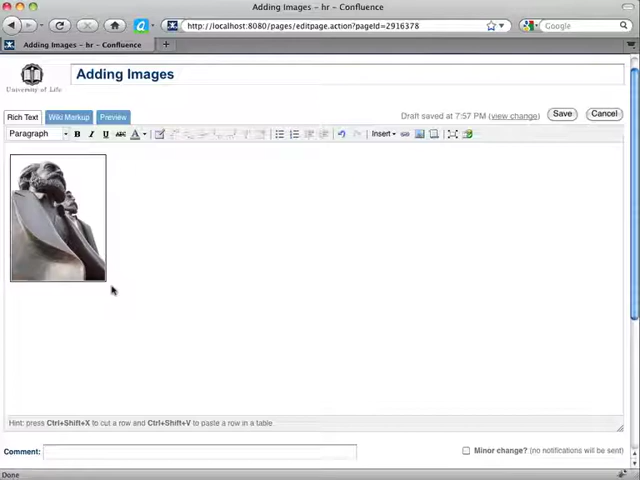 Adding Images - hr - Confluence
http://localhost:8080/pages/editpage.action?pageId=2916378
Google
Adding Images - hr - Confluence
University of Life
Adding Images
Rich Text Wiki Markup Preview
Draft saved at 7:57 PM (view change) Save Cancel
Paragraph B I U ABC A Insert
Hint: press Ctrl+Shift+X to cut a row and Ctrl+Shift+V to paste a row in a table
Comment: Minor change? (no notifications will be sent)
Done